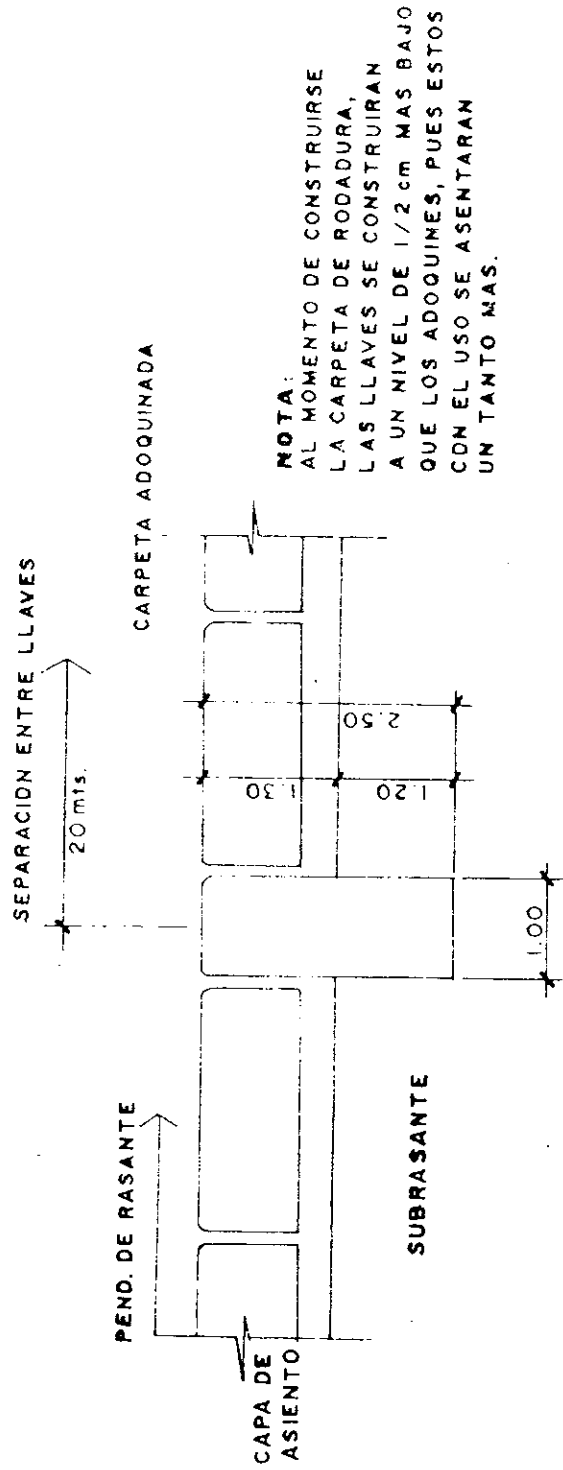 SEPARACION ENTRE LLAVES
20 mts.
PEND. DE RASANTE
CARPETA ADOQUINADA
CAPA DE
ASIENTO
1.30
2.50
1.20
1.00
SUBRASANTE
NOTA:
AL MOMENTO DE CONSTRUIRSE
LA CARPETA DE RODADURA,
LAS LLAVES SE CONSTRUIRAN
A UN NIVEL DE 1/2 cm MAS BAJO
QUE LOS ADOQUINES, PUES ESTOS
CON EL USO SE ASENTARAN
UN TANTO MAS.